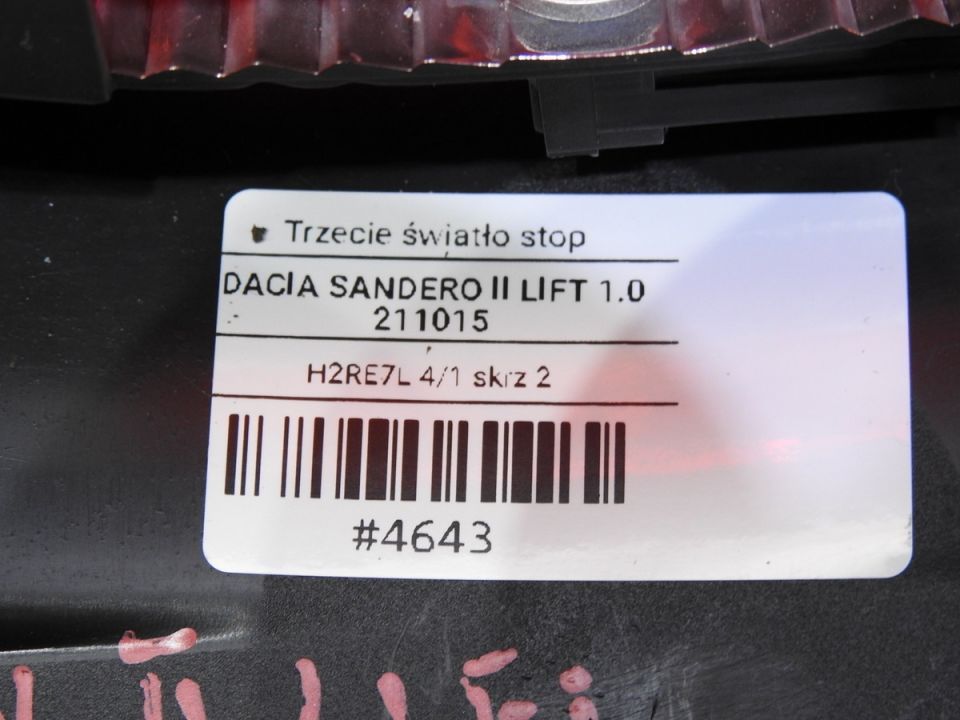 Trzecie światło stop
DACIA SANDERO II LIFT 1.0
211015
H2RE7L 4/1 skrz 2
#4643